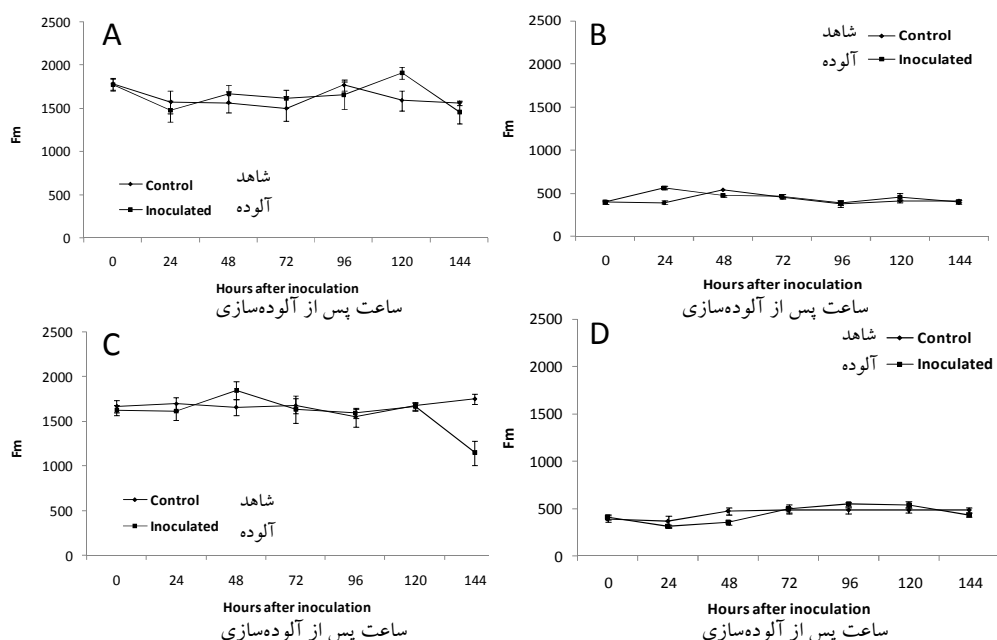 A
2500
2000
1500
1000
500
0
Fm
Control شاهد
Inoculated آلوده
0 24 48 72 96 120 144
Hours after inoculation
ساعت پس از آلوده‌سازی
B
2500
2000
1500
1000
500
0
Fm
شاهد Control
آلوده Inoculated
0 24 48 72 96 120 144
Hours after inoculation
ساعت پس از آلوده‌سازی
C
2500
2000
1500
1000
500
0
Fm
Control شاهد
Inoculated آلوده
0 24 48 72 96 120 144
Hours after inoculation
ساعت پس از آلوده‌سازی
D
2500
2000
1500
1000
500
0
Fm
شاهد Control
آلوده Inoculated
0 24 48 72 96 120 144
Hours after inoculation
ساعت پس از آلوده‌سازی